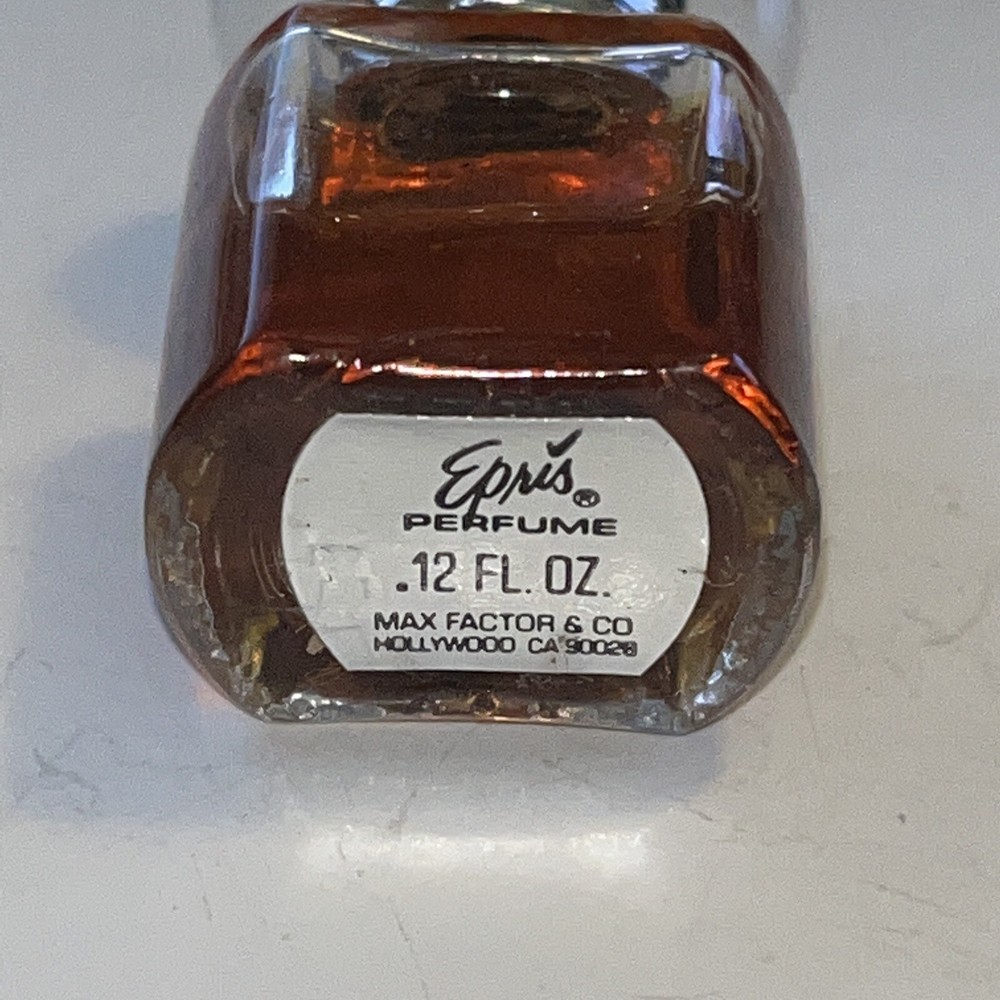 Epris®
PERFUME
.12 FL. OZ.
MAX FACTOR & CO
HOLLYWOOD CA 90028